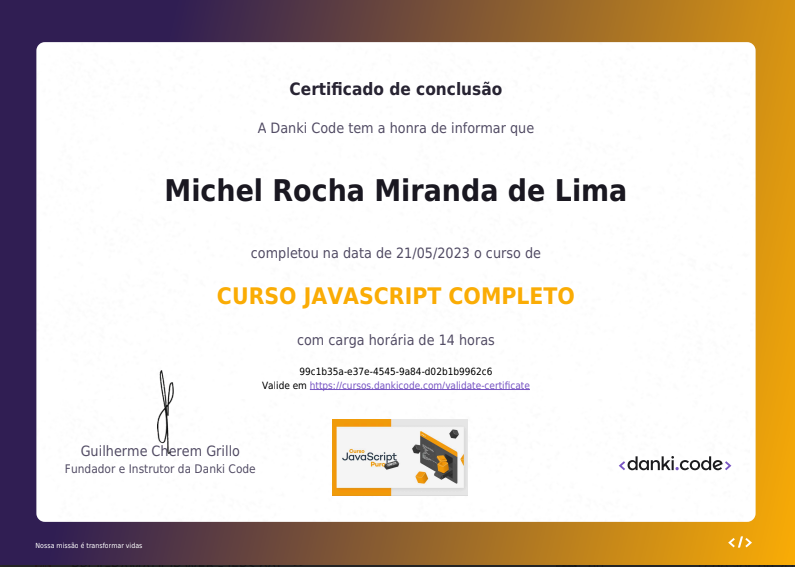 Certificado de conclusão
A Danki Code tem a honra de informar que
Michel Rocha Miranda de Lima
completou na data de 21/05/2023 o curso de
CURSO JAVASCRIPT COMPLETO
com carga horária de 14 horas
99c1b35a-e37e-4545-9a84-d02b1b9962c6
Valide em https://cursos.dankicode.com/validate-certificate
Guilherme Cherem Grillo
Fundador e Instrutor da Danki Code
Curso
JavaScript
Puro
<danki.code>
Nossa missão é transformar vidas
</>